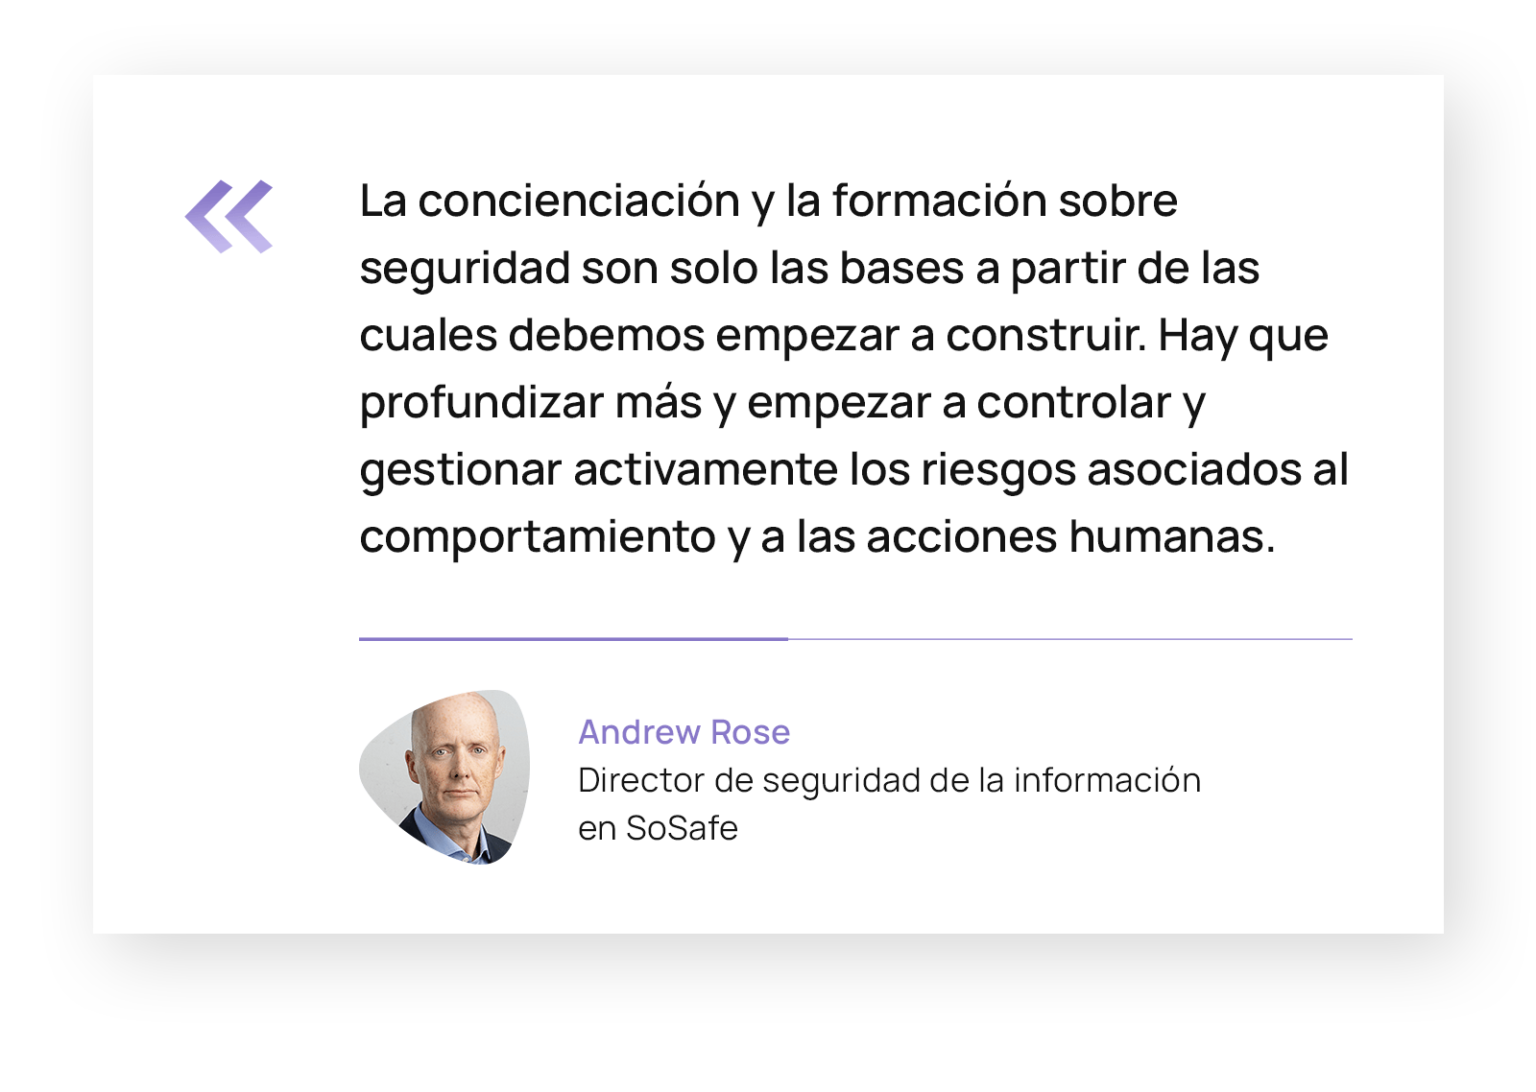 «
La concienciación y la formación sobre
seguridad son solo las bases a partir de las
cuales debemos empezar a construir. Hay que
profundizar más y empezar a controlar y
gestionar activamente los riesgos asociados al
comportamiento y a las acciones humanas.
Andrew Rose
Director de seguridad de la información
en SoSafe